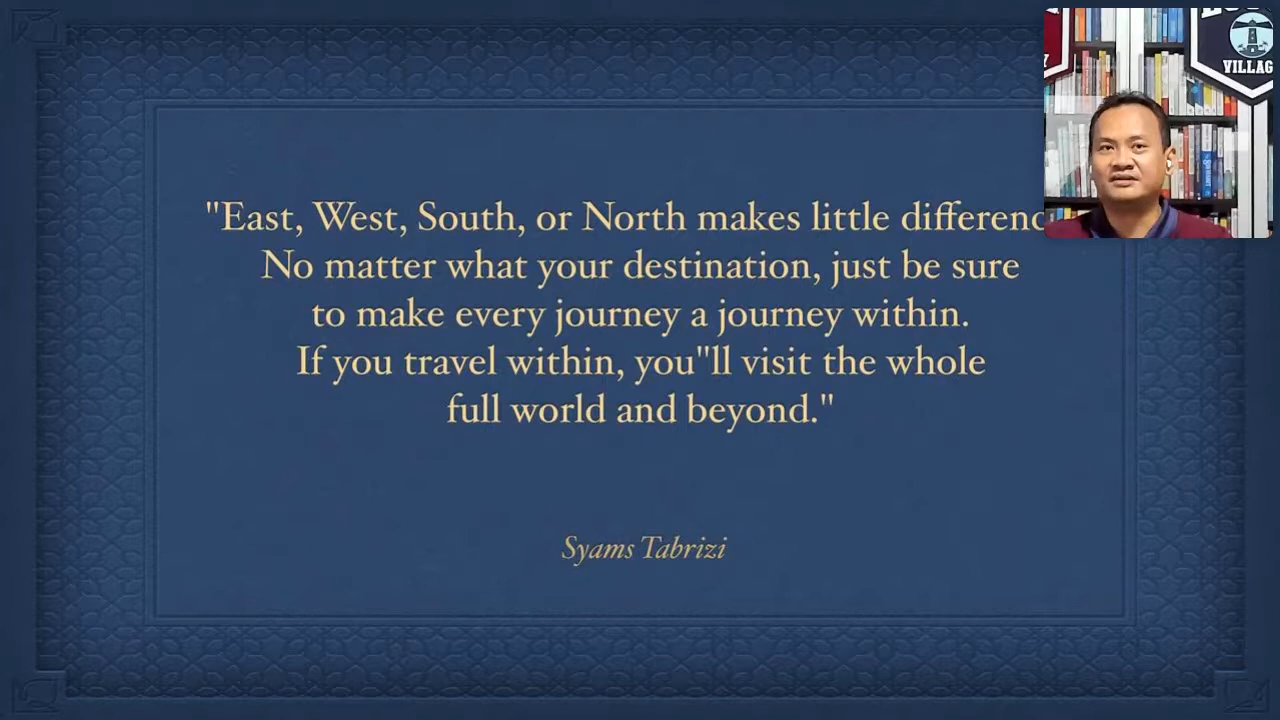 "East, West, South, or North makes little differenc
No matter what your destination, just be sure
to make every journey a journey within.
If you travel within, you"ll visit the whole
full world and beyond."
Syams Tabrizi
VILLAG